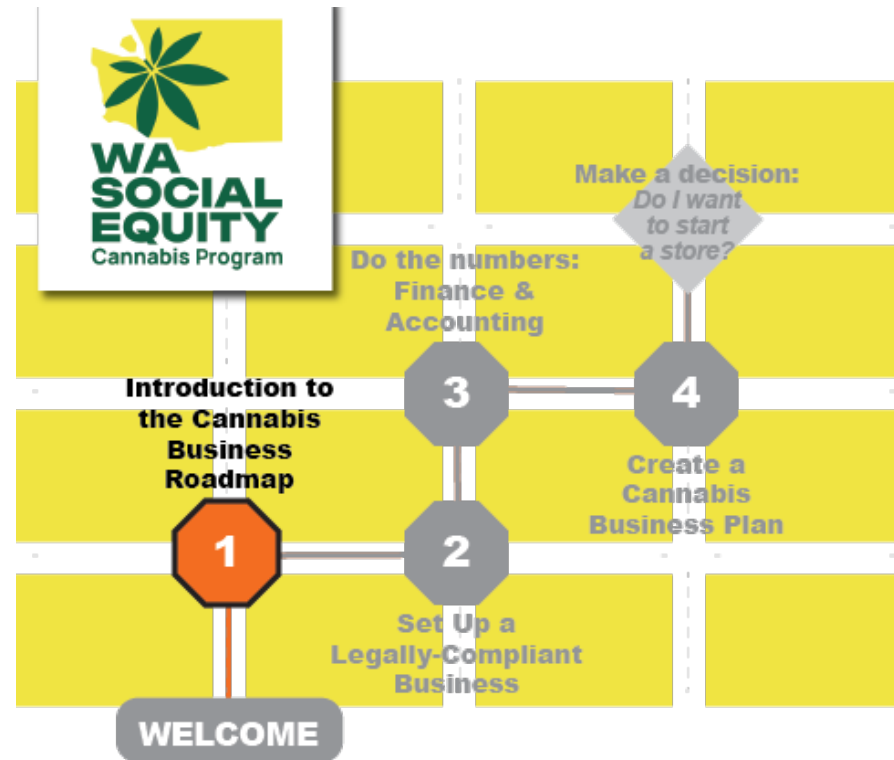 WA
SOCIAL
EQUITY
Cannabis Program
Make a decision:
Do I want
to start
a store?
Do the numbers:
Finance &
Accounting
3
4
Introduction to
the Cannabis
Business
Roadmap
Create a
Cannabis
Business Plan
1
2
Set Up a
Legally-Compliant
Business
WELCOME